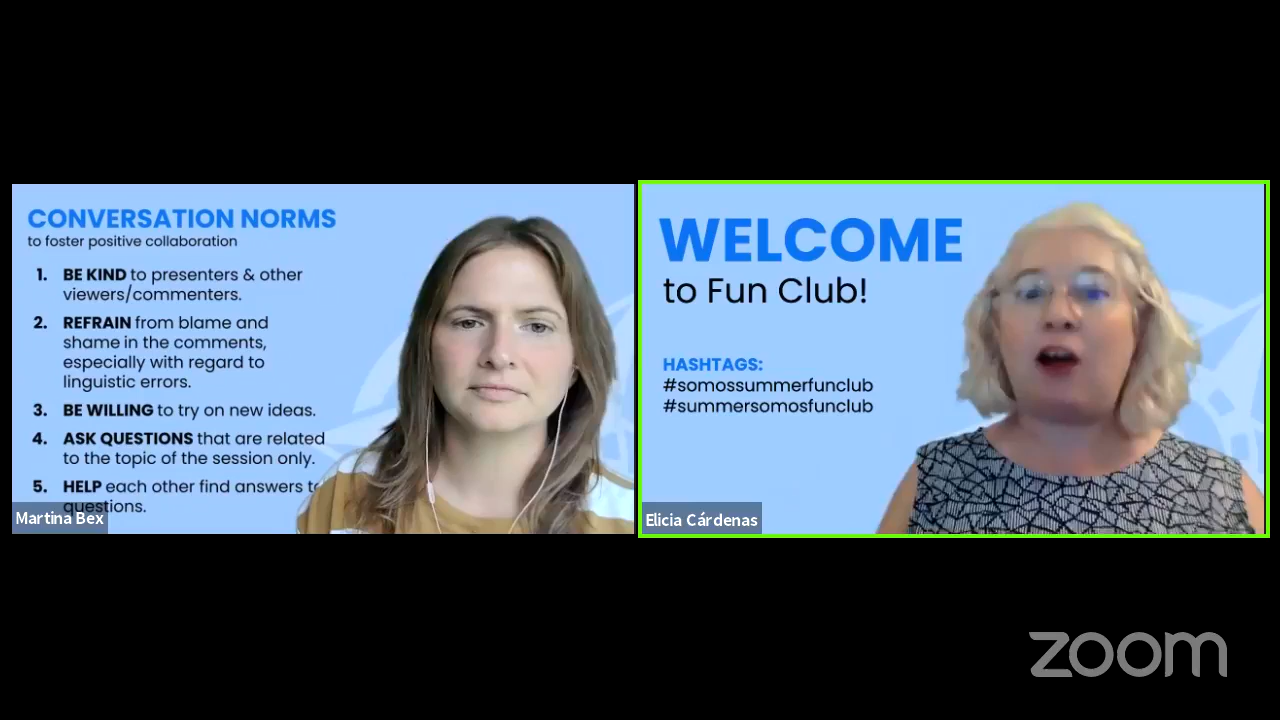 CONVERSATION NORMS
to foster positive collaboration
1. BE KIND to presenters & other
viewers/commenters.
2. REFRAIN from blame and
shame in the comments,
especially with regard to
linguistic errors.
3. BE WILLING to try on new ideas.
4. ASK QUESTIONS that are related
to the topic of the session only.
5. HELP each other find answers
questions.
Martina Bex
WELCOME
to Fun Club!
HASHTAGS:
#somossummerfunclub
#summersomosfunclub
Elicia Cárdenas
zoom